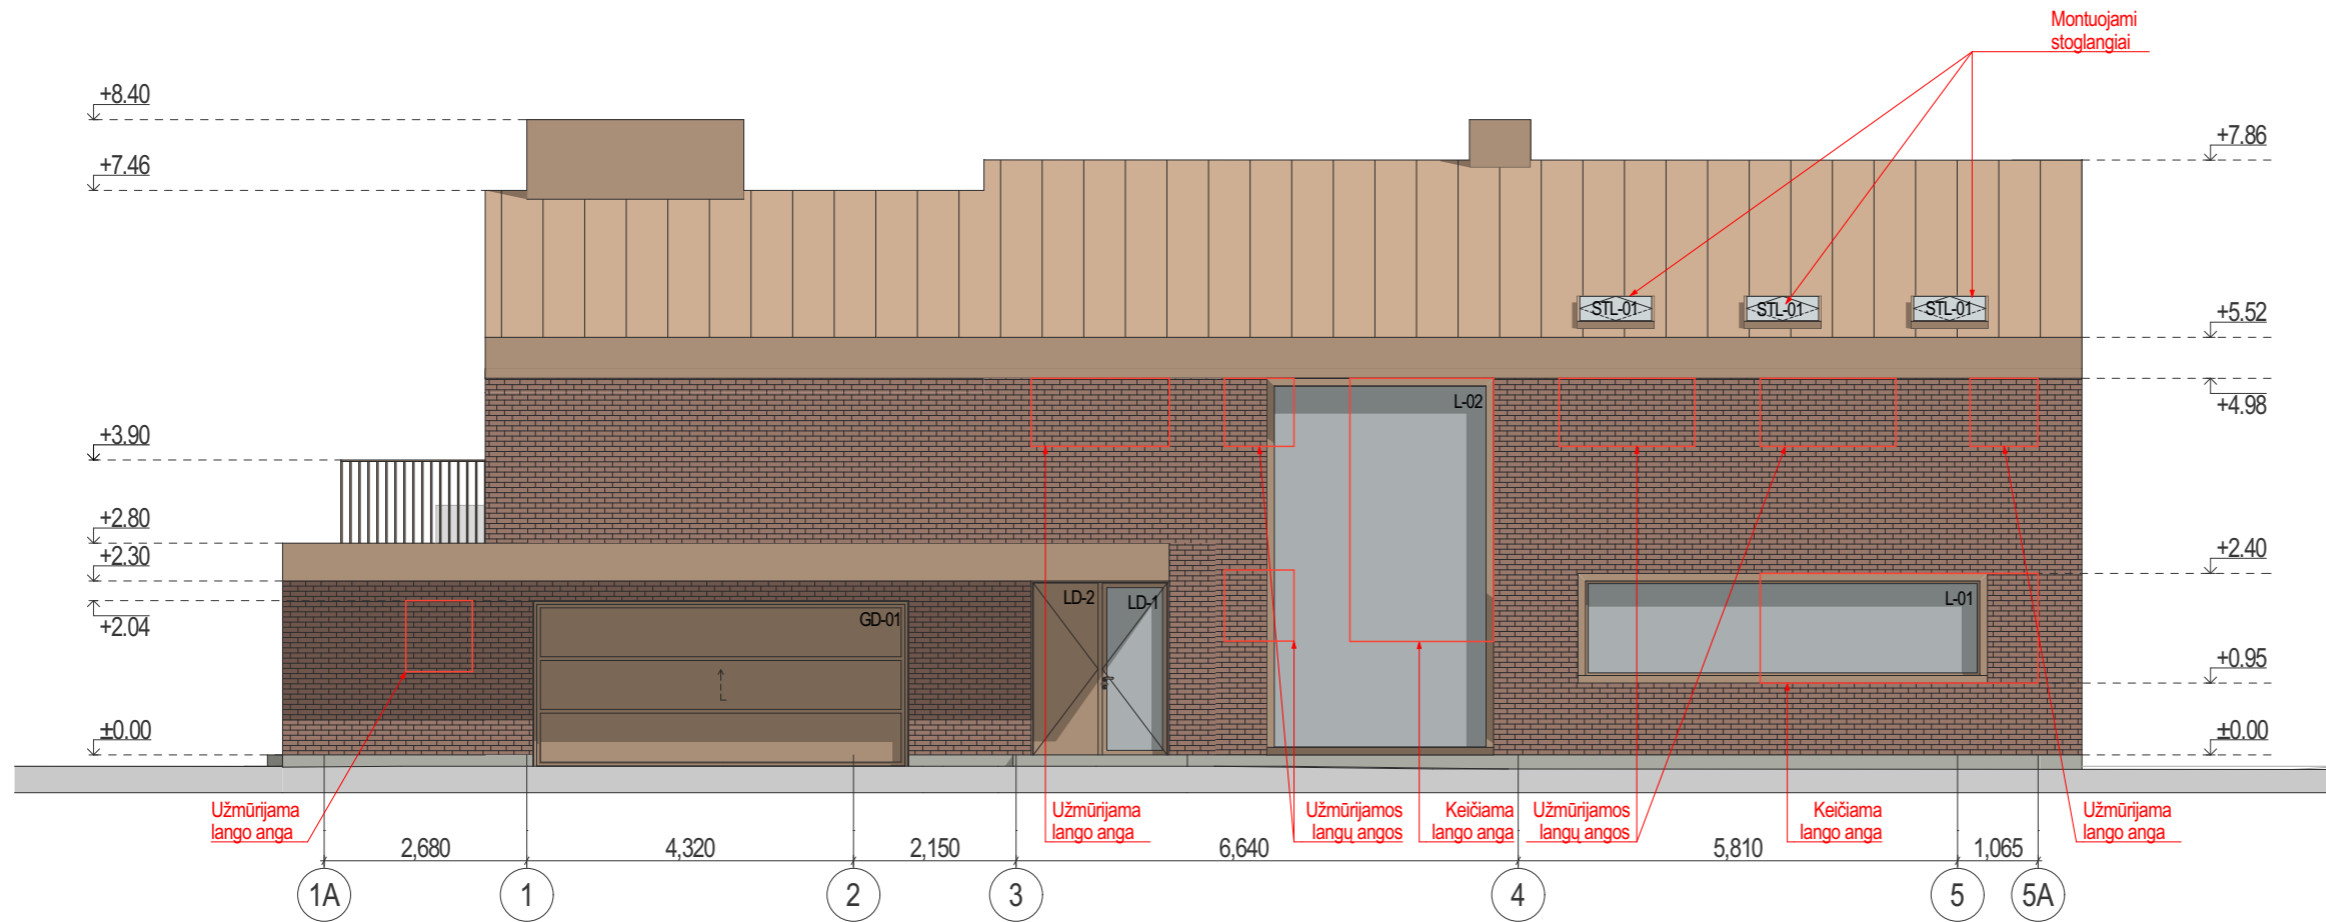 Montuojami
stoglangiai
+8.40
+7.46
+7.86
STL-01 STL-01 STL-01
+5.52
L-02
+4.98
+3.90
+2.80
+2.30
+2.40
LD-2 LD-1
L-01
GD-01
+2.04
+0.95
±0.00
±0.00
Užmūrijama
lango anga
Užmūrijama
lango anga
Užmūrijamos
langų angos
Keičiama
lango anga
Užmūrijamos
langų angos
Keičiama
lango anga
Užmūrijama
lango anga
2,680 4,320 2,150 6,640 5,810 1,065
1A 1 2 3 4 5 5A